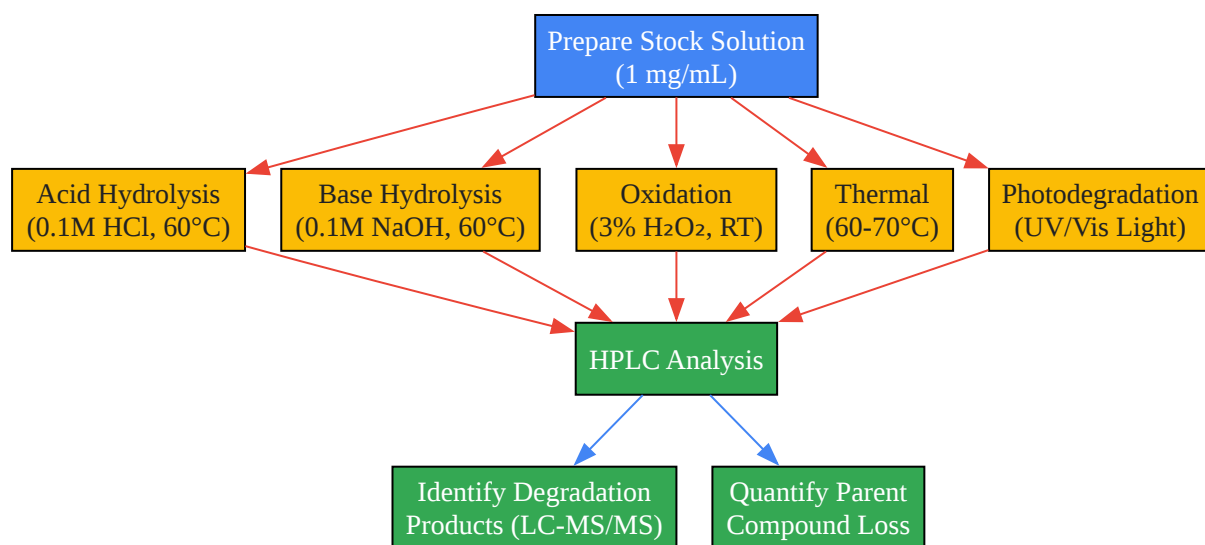 Prepare Stock Solution
(1 mg/mL)
Acid Hydrolysis
(0.1M HCl, 60°C)
Base Hydrolysis
(0.1M NaOH, 60°C)
Oxidation
(3% H₂O₂, RT)
Thermal
(60-70°C)
Photodegradation
(UV/Vis Light)
HPLC Analysis
Identify Degradation
Products (LC-MS/MS)
Quantify Parent
Compound Loss